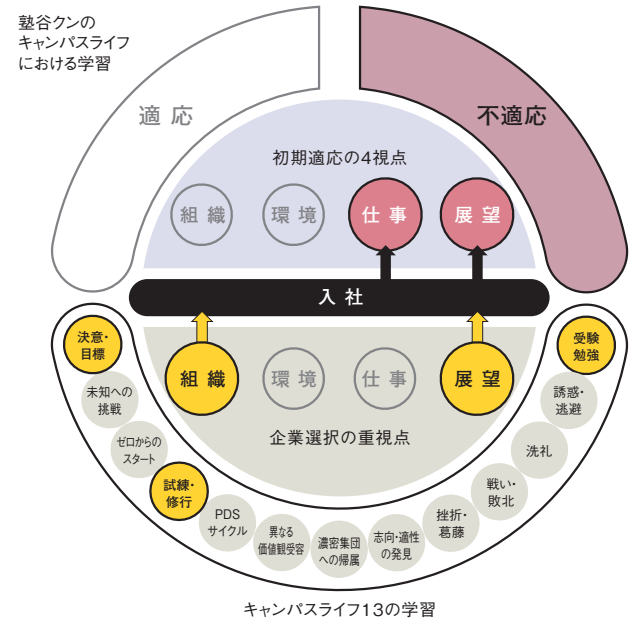 塾谷クンの
キャンパスライフ
における学習
適 応
不適応
初期適応の4視点
組 織
環 境
仕 事
展 望
入 社
組 織
環 境
仕 事
展 望
企業選択の重視点
決意・
目標
未知への
挑戦
ゼロからの
スタート
試練・
修行
PDS
サイクル
異なる
価値観受容
濃密集団
への帰属
志向・適性
の発見
挫折・
葛藤
戦い・
敗北
洗礼
誘惑・
逃避
受験
勉強
キャンパスライフ13の学習